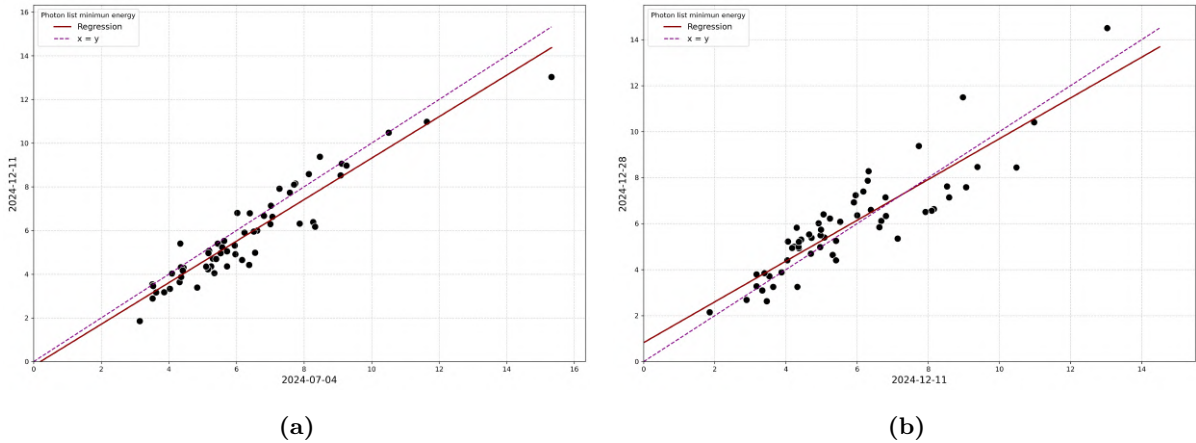 Photon list minimun energy
Regression
x = y
16
14
12
10
8
6
4
2
0
2024-12-11
0 2 4 6 8 10 12 14 16
2024-07-04
(a)
Photon list minimun energy
Regression
x = y
14
12
10
8
6
4
2
0
2024-12-28
0 2 4 6 8 10 12 14
2024-12-11
(b)